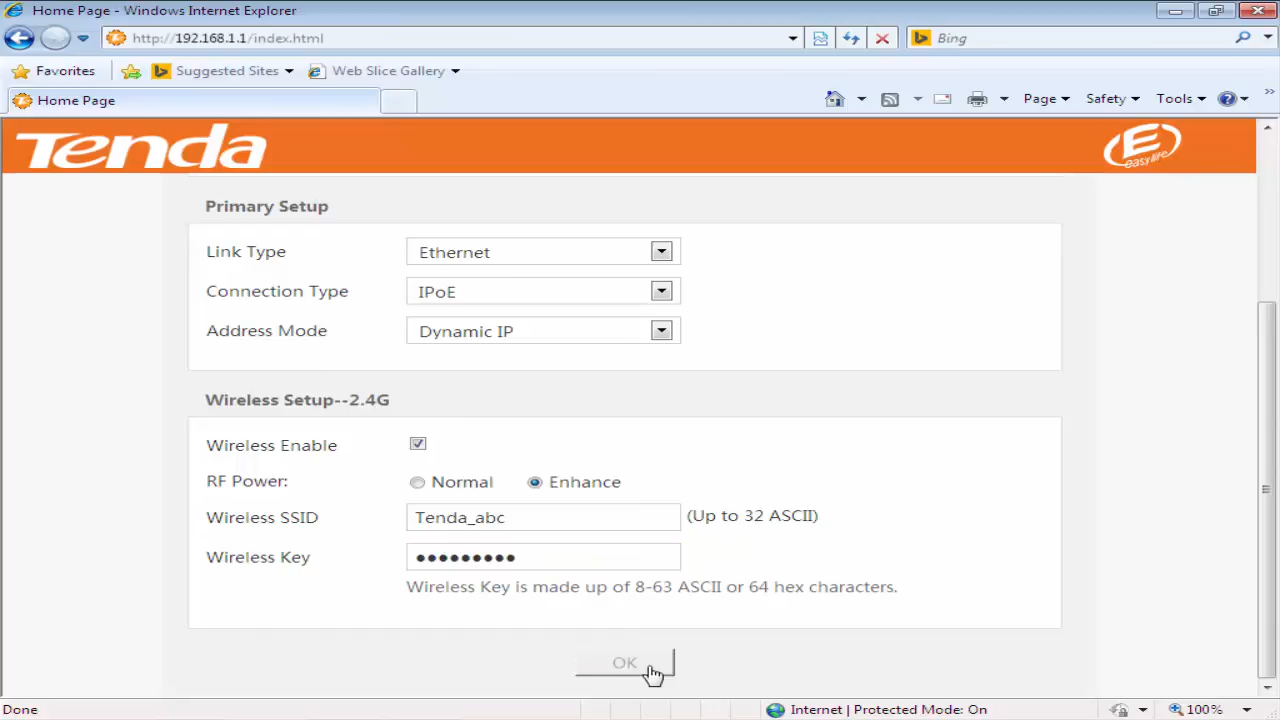 Home Page - Windows Internet Explorer
http://192.168.1.1/index.html
Bing
Favorites
Suggested Sites
Web Slice Gallery
Home Page
Page
Safety
Tools
Tenda
E easy life
Primary Setup
Link Type
Ethernet
Connection Type
IPoE
Address Mode
Dynamic IP
Wireless Setup--2.4G
Wireless Enable
RF Power:
Normal
Enhance
Wireless SSID
Tenda_abc
(Up to 32 ASCII)
Wireless Key
Wireless Key is made up of 8-63 ASCII or 64 hex characters.
OK
Done
Internet | Protected Mode: On
100%